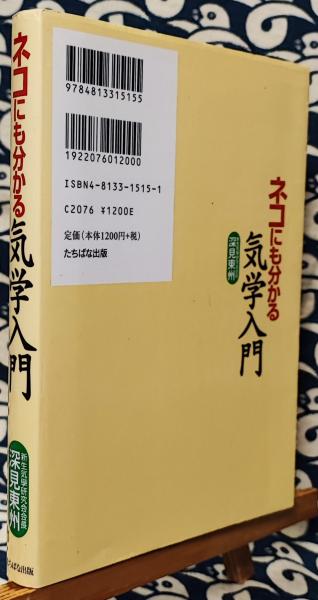 ネコにも分かる気学入門
新生気学研究会会長
深見東州
たちばな出版
9784813315155
1922076012000
ISBN4-8133-1515-1
C2076 ¥1200E
定価(本体1200円+税)
たちばな出版
ネコにも分かる
気学入門
深見東州